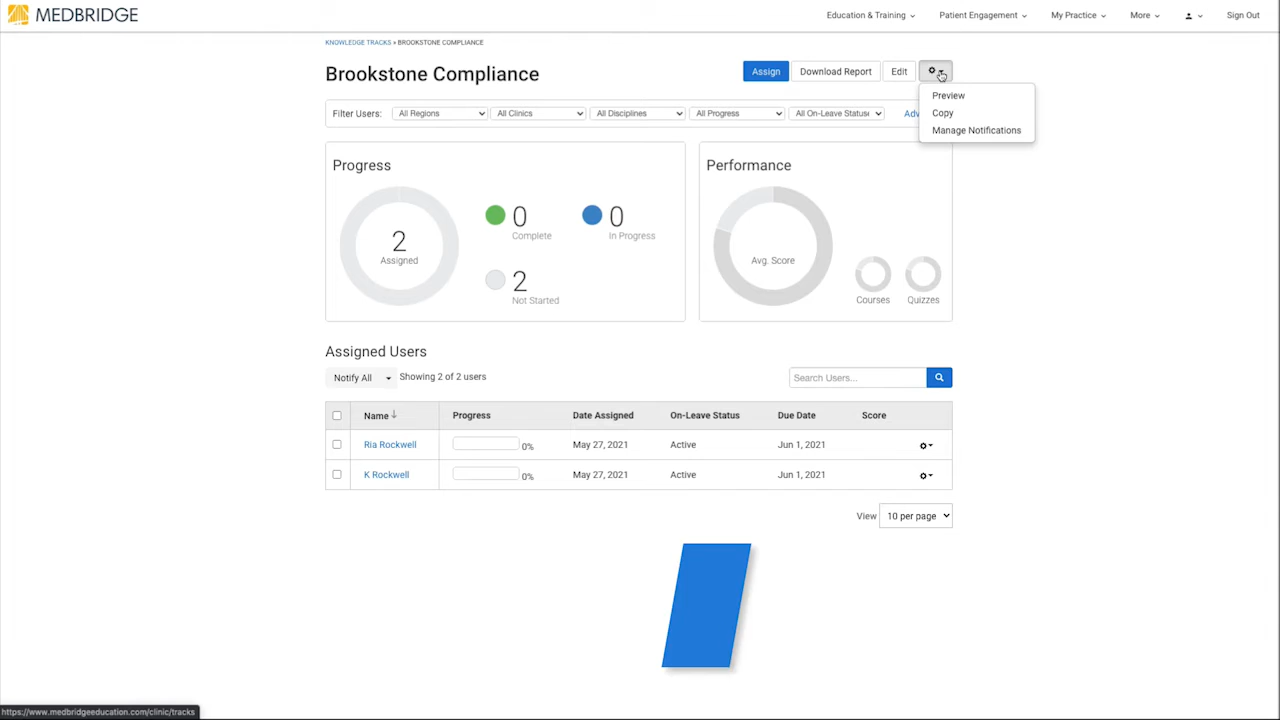 MEDBRIDGE
Education & Training Patient Engagement My Practice More Sign Out
KNOWLEDGE TRACKS » BROOKSTONE COMPLIANCE
Brookstone Compliance
Assign Download Report Edit
Preview
Copy
Manage Notifications
Filter Users: All Regions All Clinics All Disciplines All Progress All On-Leave Statuse Adv
Progress
2
Assigned
0
Complete
0
In Progress
2
Not Started
Performance
Avg. Score
Courses
Quizzes
Assigned Users
Notify All Showing 2 of 2 users Search Users...
Name Progress Date Assigned On-Leave Status Due Date Score
Ria Rockwell 0% May 27, 2021 Active Jun 1, 2021
K Rockwell 0% May 27, 2021 Active Jun 1, 2021
View 10 per page
https://www.medbridgeeducation.com/clinic/tracks